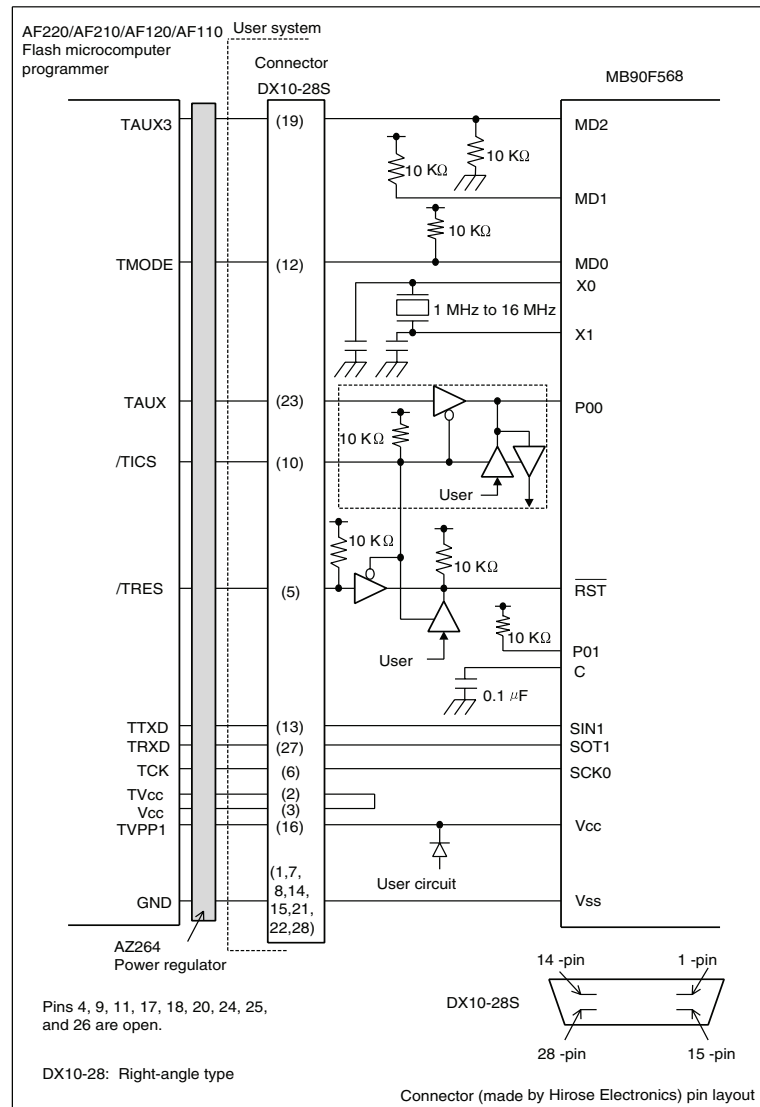 AF220/AF210/AF120/AF110
Flash microcomputer
programmer
User system
Connector
DX10-28S
MB90F568
TAUX3
(19)
MD2
10 KΩ
10 KΩ
MD1
10 KΩ
TMODE
(12)
MD0
X0
1 MHz to 16 MHz
X1
TAUX
(23)
P00
10 KΩ
/TICS
(10)
User
10 KΩ
10 KΩ
/TRES
(5)
RST
10 KΩ
User
P01
C
0.1 µF
TTXD
(13)
SIN1
TRXD
(27)
SOT1
TCK
(6)
SCK0
TVcc
(2)
Vcc
(3)
TVPP1
(16)
Vcc
User circuit
(1,7,
8,14,
15,21,
22,28)
GND
Vss
AZ264
Power regulator
14 -pin
1 -pin
DX10-28S
28 -pin
15 -pin
Pins 4, 9, 11, 17, 18, 20, 24, 25,
and 26 are open.
DX10-28: Right-angle type
Connector (made by Hirose Electronics) pin layout